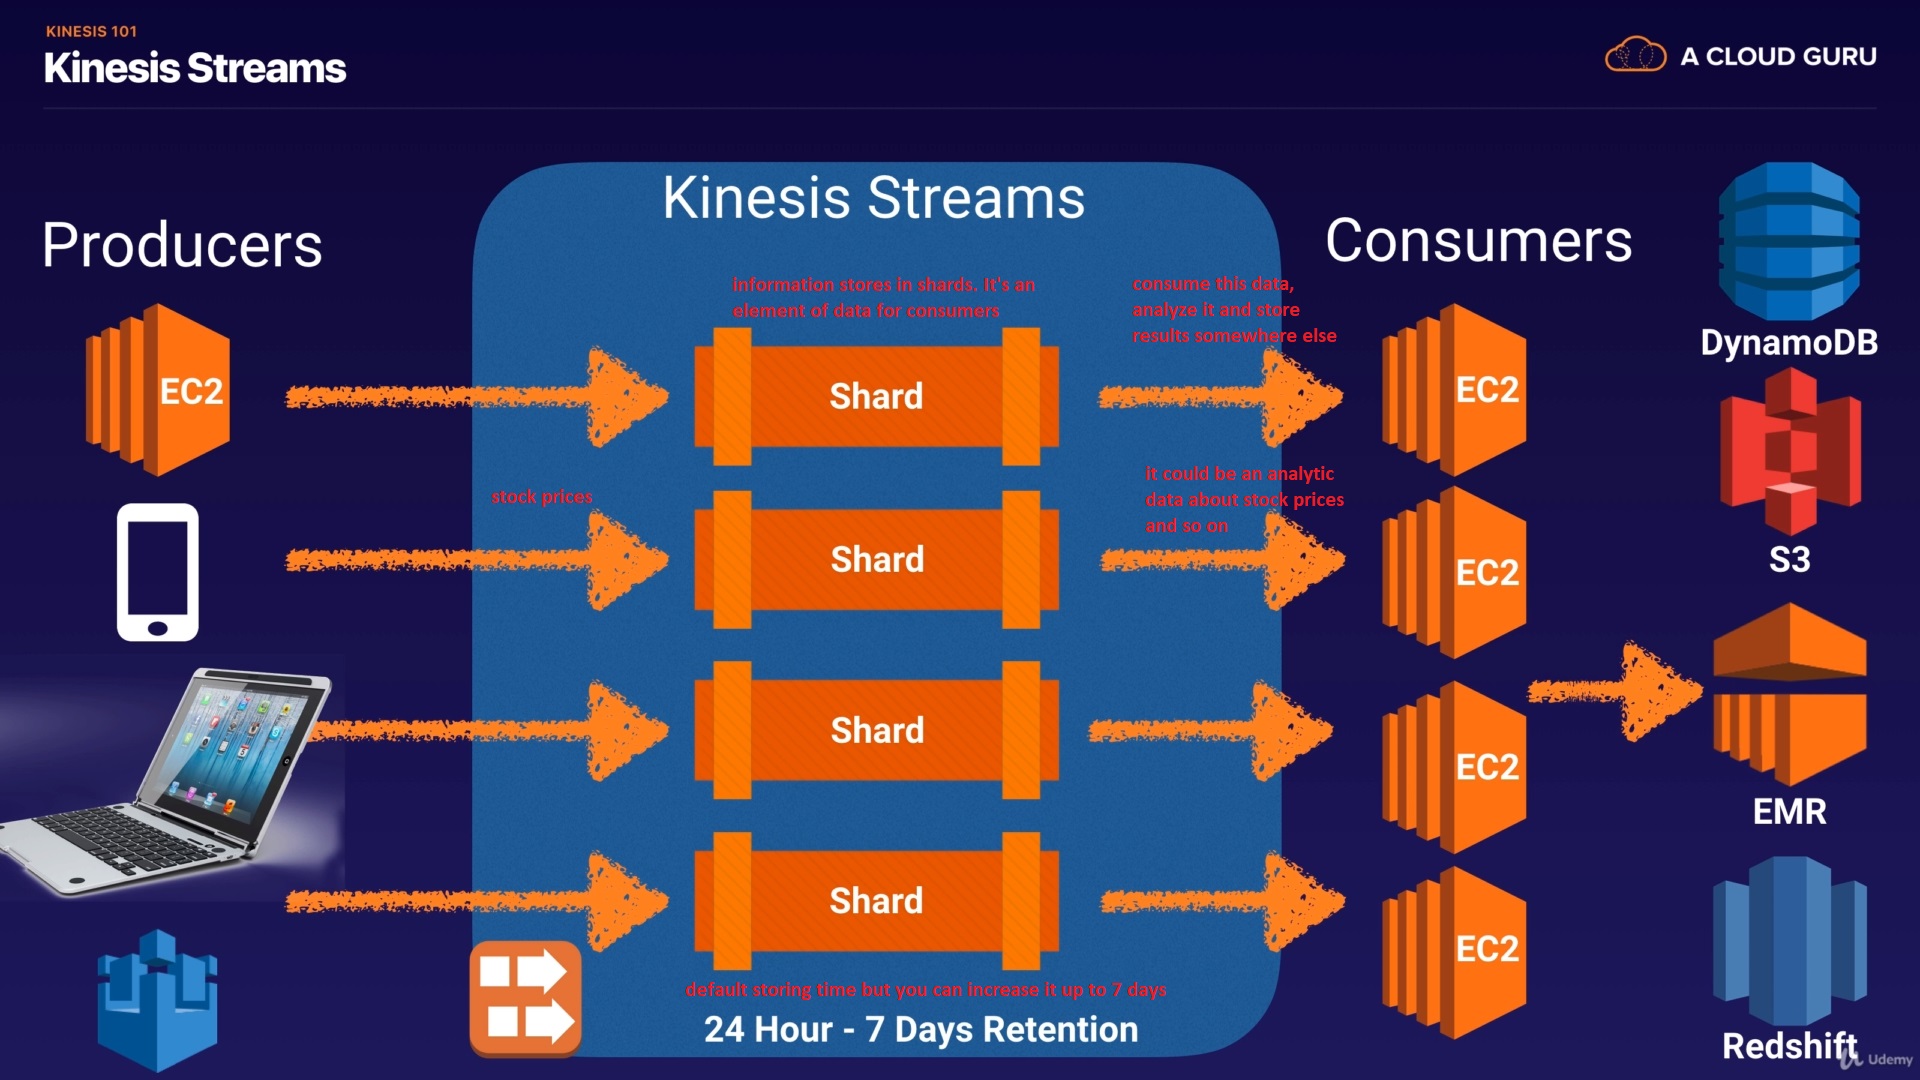 KINESIS 101
Kinesis Streams
A CLOUD GURU
Kinesis Streams
Producers
Consumers
information stores in shards. It's an
element of data for consumers
consume this data,
analyze it and store
results somewhere else
DynamoDB
EC2
Shard
EC2
stock prices
it could be an analytic
data about stock prices
and so on
Shard
EC2
S3
Shard
EC2
EMR
Shard
EC2
default storing time but you can increase it up to 7 days
24 Hour - 7 Days Retention
Redshift
Udemy